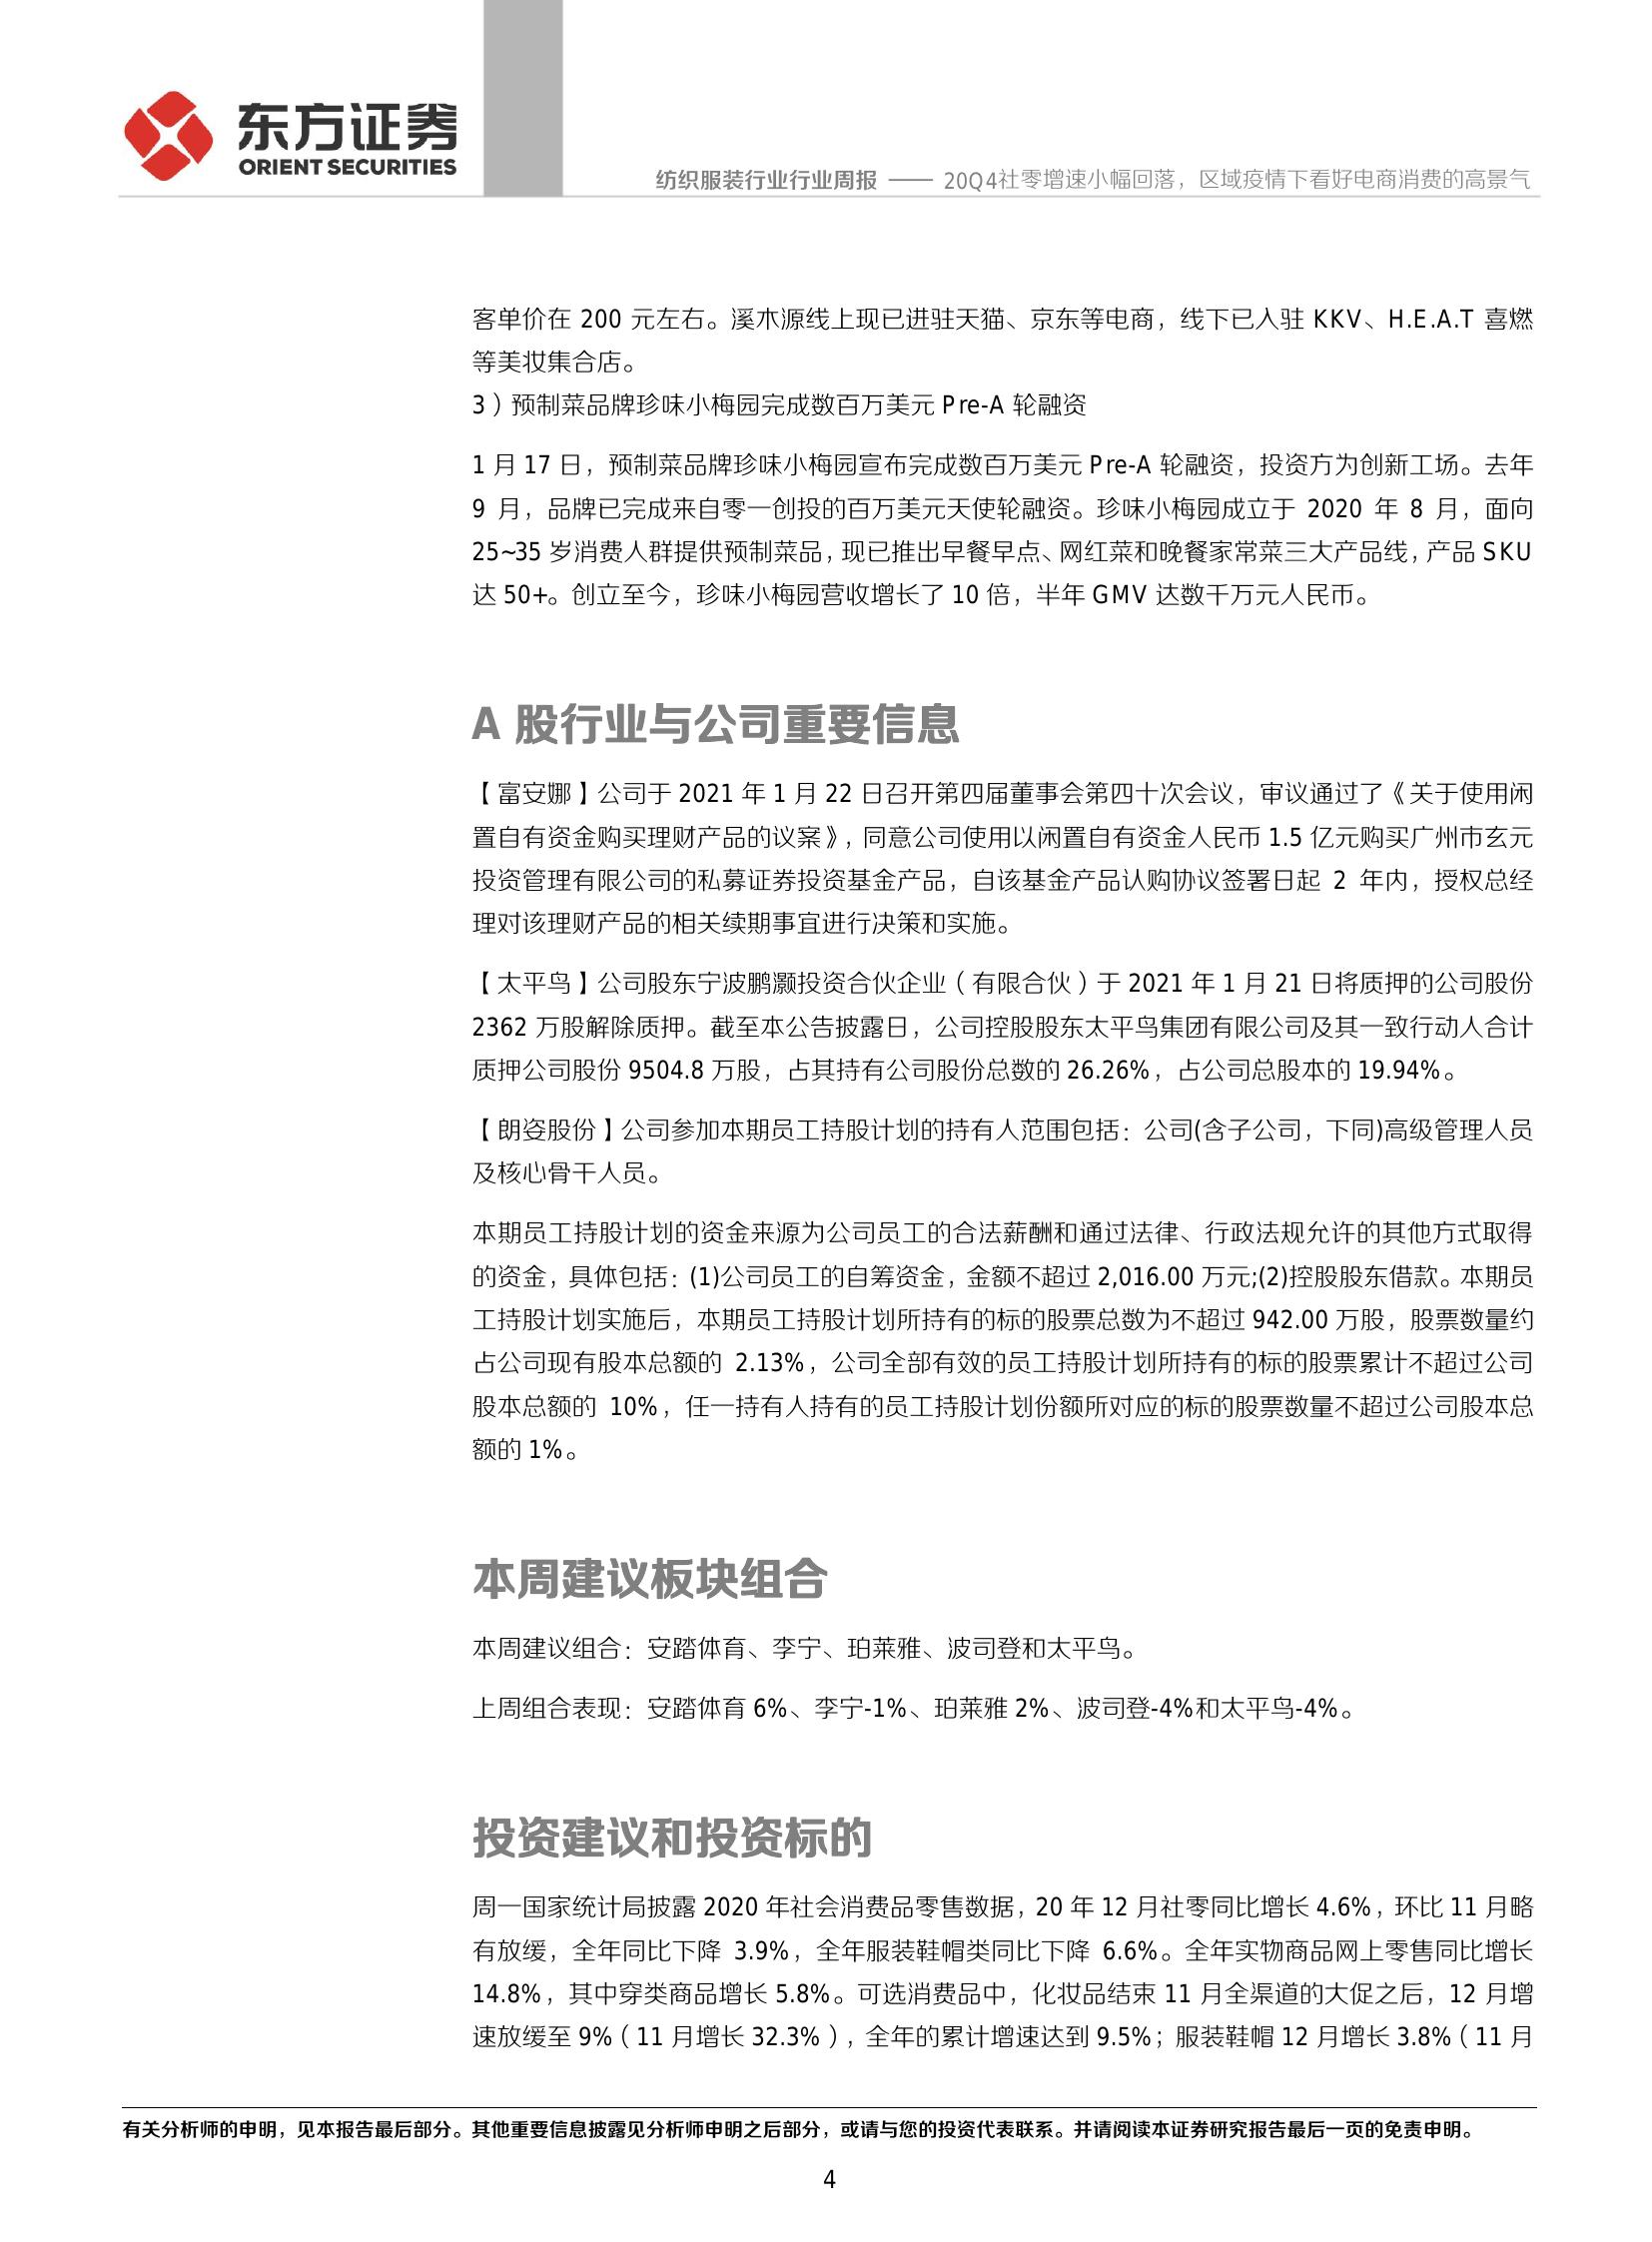 东方证券
ORIENT SECURITIES
纺织服装行业行业周报 —— 20Q4社零增速小幅回落，区域疫情下看好电商消费的高景气
客单价在 200 元左右。溪木源线上现已进驻天猫、京东等电商，线下已入驻 KKV、H.E.A.T 喜燃
等美妆集合店。
3）预制菜品牌珍味小梅园完成数百万美元 Pre-A 轮融资
1 月 17 日，预制菜品牌珍味小梅园宣布完成数百万美元 Pre-A 轮融资，投资方为创新工场。去年
9 月，品牌已完成来自零一创投的百万美元天使轮融资。珍味小梅园成立于 2020 年 8 月，面向
25~35 岁消费人群提供预制菜品，现已推出早餐早点、网红菜和晚餐家常菜三大产品线，产品 SKU
达 50+。创立至今，珍味小梅园营收增长了 10 倍，半年 GMV 达数千万元人民币。
A 股行业与公司重要信息
【富安娜】公司于 2021 年 1 月 22 日召开第四届董事会第四十次会议，审议通过了《关于使用闲
置自有资金购买理财产品的议案》，同意公司使用以闲置自有资金人民币 1.5 亿元购买广州市玄元
投资管理有限公司的私募证券投资基金产品，自该基金产品认购协议签署日起 2 年内，授权总经
理对该理财产品的相关续期事宜进行决策和实施。
【太平鸟】公司股东宁波鹏灏投资合伙企业（有限合伙）于 2021 年 1 月 21 日将质押的公司股份
2362 万股解除质押。截至本公告披露日，公司控股股东太平鸟集团有限公司及其一致行动人合计
质押公司股份 9504.8 万股，占其持有公司股份总数的 26.26%，占公司总股本的 19.94%。
【朗姿股份】公司参加本期员工持股计划的持有人范围包括：公司(含子公司，下同)高级管理人员
及核心骨干人员。
本期员工持股计划的资金来源为公司员工的合法薪酬和通过法律、行政法规允许的其他方式取得
的资金，具体包括：(1)公司员工的自筹资金，金额不超过 2,016.00 万元;(2)控股股东借款。本期员
工持股计划实施后，本期员工持股计划所持有的标的股票总数为不超过 942.00 万股，股票数量约
占公司现有股本总额的 2.13%，公司全部有效的员工持股计划所持有的标的股票累计不超过公司
股本总额的 10%，任一持有人持有的员工持股计划份额所对应的标的股票数量不超过公司股本总
额的 1%。
本周建议板块组合
本周建议组合：安踏体育、李宁、珀莱雅、波司登和太平鸟。
上周组合表现：安踏体育 6%、李宁-1%、珀莱雅 2%、波司登-4%和太平鸟-4%。
投资建议和投资标的
周一国家统计局披露 2020 年社会消费品零售数据，20 年 12 月社零同比增长 4.6%，环比 11 月略
有放缓，全年同比下降 3.9%，全年服装鞋帽类同比下降 6.6%。全年实物商品网上零售同比增长
14.8%，其中穿类商品增长 5.8%。可选消费品中，化妆品结束 11 月全渠道的大促之后，12 月增
速放缓至 9%（11 月增长 32.3%），全年的累计增速达到 9.5%；服装鞋帽 12 月增长 3.8%（11 月
有关分析师的申明，见本报告最后部分。其他重要信息披露见分析师申明之后部分，或请与您的投资代表联系。并请阅读本证券研究报告最后一页的免责申明。
4